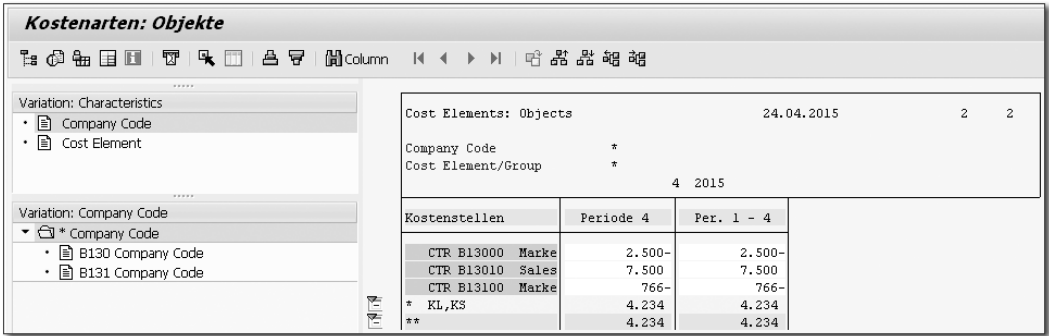 Kostenarten: Objekte
Column
Variation: Characteristics
Company Code
Cost Element
Variation: Company Code
* Company Code
B130 Company Code
B131 Company Code
Cost Elements: Objects 24.04.2015 2 2
Company Code *
Cost Element/Group *
4 2015
Kostenstellen Periode 4 Per. 1 - 4
CTR B13000 Marke 2.500- 2.500-
CTR B13010 Sales 7.500 7.500
CTR B13100 Marke 766- 766-
* KL,KS 4.234 4.234
** 4.234 4.234